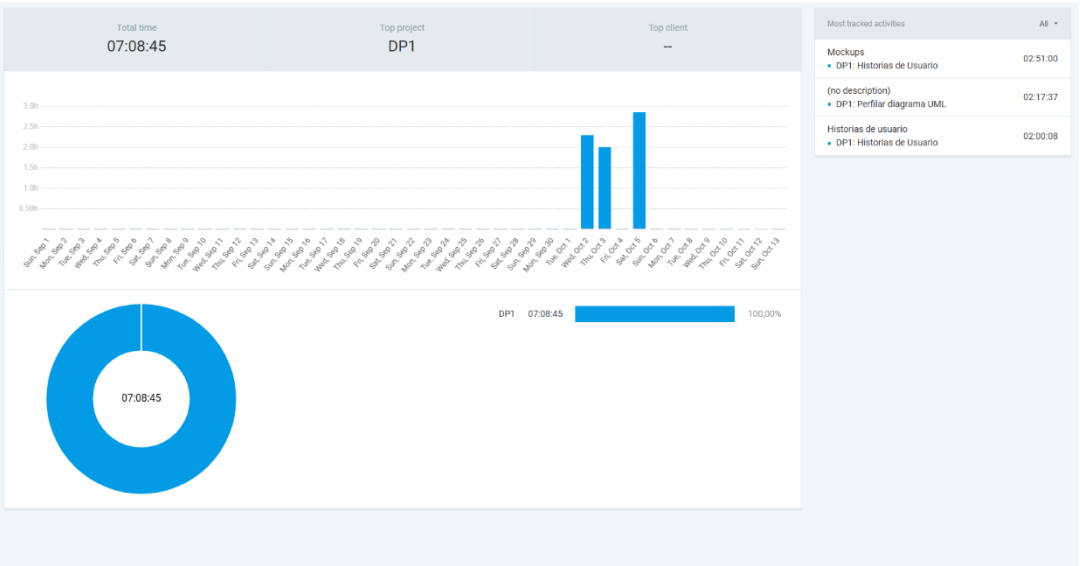 Total time
07:08:45
Top project
DP1
Top client
--
3.0h
2.5h
2.0h
1.5h
1.0h
0.50h
Sun, Sep 1
Mon, Sep 2
Tue, Sep 3
Wed, Sep 4
Thu, Sep 5
Fri, Sep 6
Sat, Sep 7
Sun, Sep 8
Mon, Sep 9
Tue, Sep 10
Wed, Sep 11
Thu, Sep 12
Fri, Sep 13
Sat, Sep 14
Sun, Sep 15
Mon, Sep 16
Tue, Sep 17
Wed, Sep 18
Thu, Sep 19
Fri, Sep 20
Sat, Sep 21
Sun, Sep 22
Mon, Sep 23
Tue, Sep 24
Wed, Sep 25
Thu, Sep 26
Fri, Sep 27
Sat, Sep 28
Sun, Sep 29
Mon, Sep 30
Tue, Oct 1
Wed, Oct 2
Thu, Oct 3
Fri, Oct 4
Sat, Oct 5
Sun, Oct 6
Mon, Oct 7
Tue, Oct 8
Wed, Oct 9
Thu, Oct 10
Fri, Oct 11
Sat, Oct 12
Sun, Oct 13
07:08:45
DP1 07:08:45 100,00%
Most tracked activities All
Mockups
DP1: Historias de Usuario
02:51:00
(no description)
DP1: Perfilar diagrama UML
02:17:37
Historias de usuario
DP1: Historias de Usuario
02:00:08